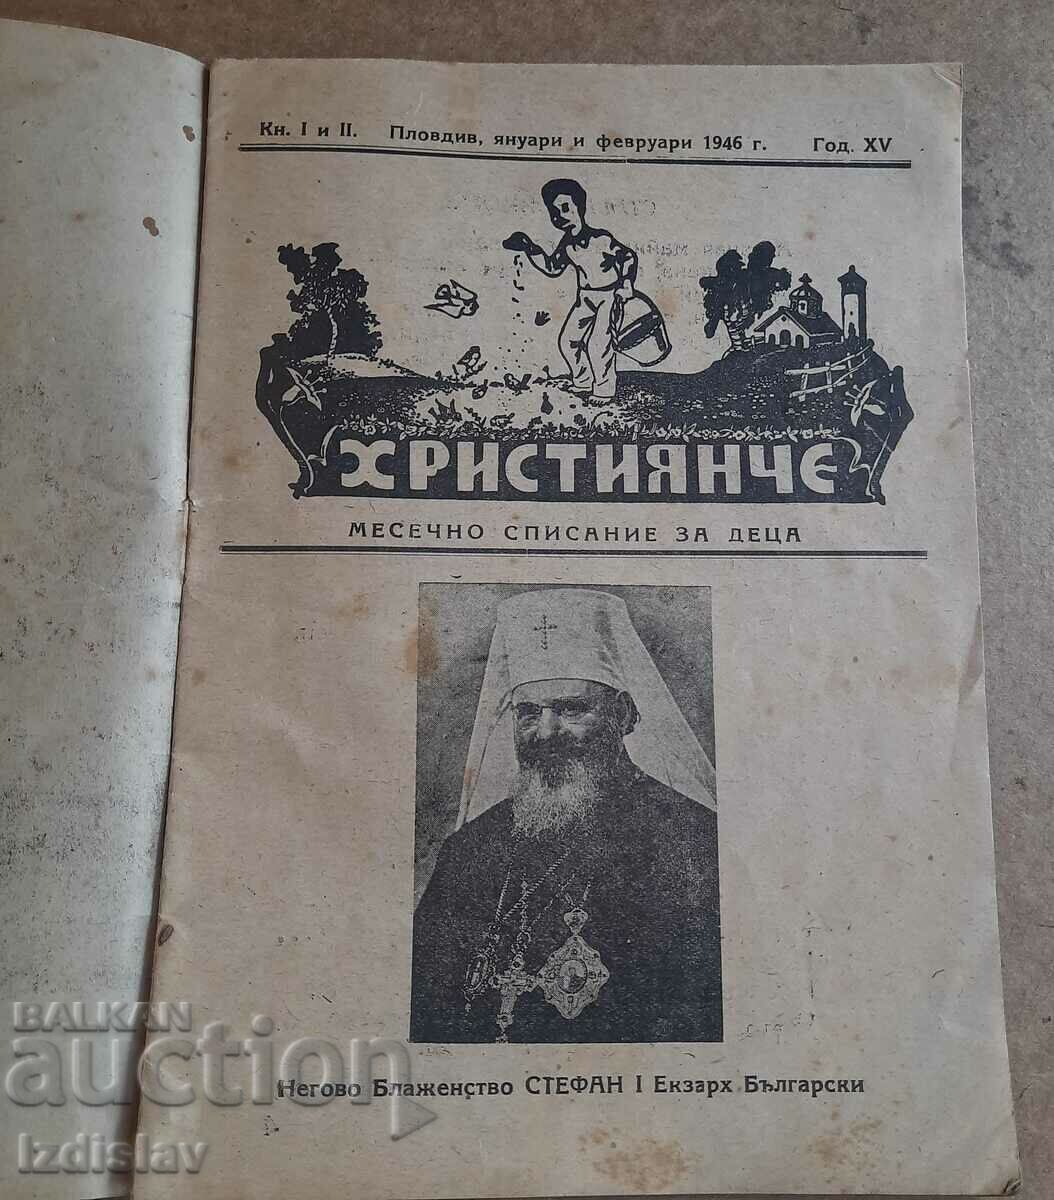 Кн. I и II. Пловдив, януари и февруари 1946 г. Год. XV
ХРИСТИЯНЧЕ
МЕСЕЧНО СПИСАНИЕ ЗА ДЕЦА
Негово Блаженство СТЕФАН I Екзарх Български
BALKAN
auction
Izdislav